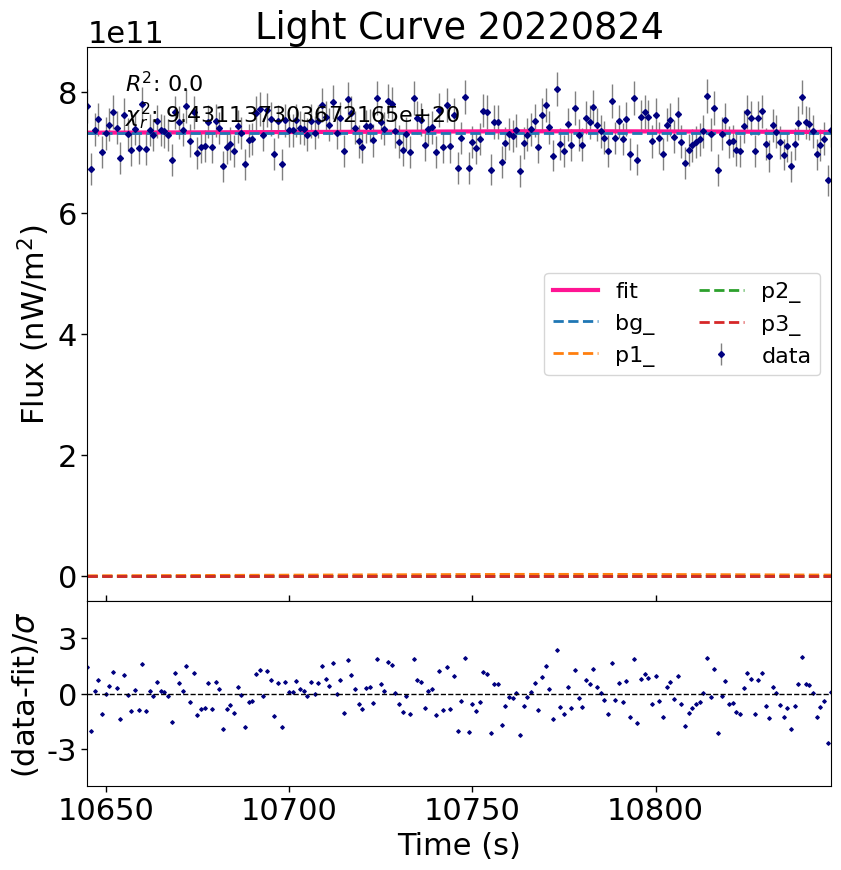 Light Curve 20220824
1e11
R²: 0.0
χ²ᵣ: 9.431137303672165e+20
8
6
4
2
0
Flux (nW/m²)
fit
bg_
p1_
p2_
p3_
data
3
0
-3
(data-fit)/σ
10650 10700 10750 10800
Time (s)